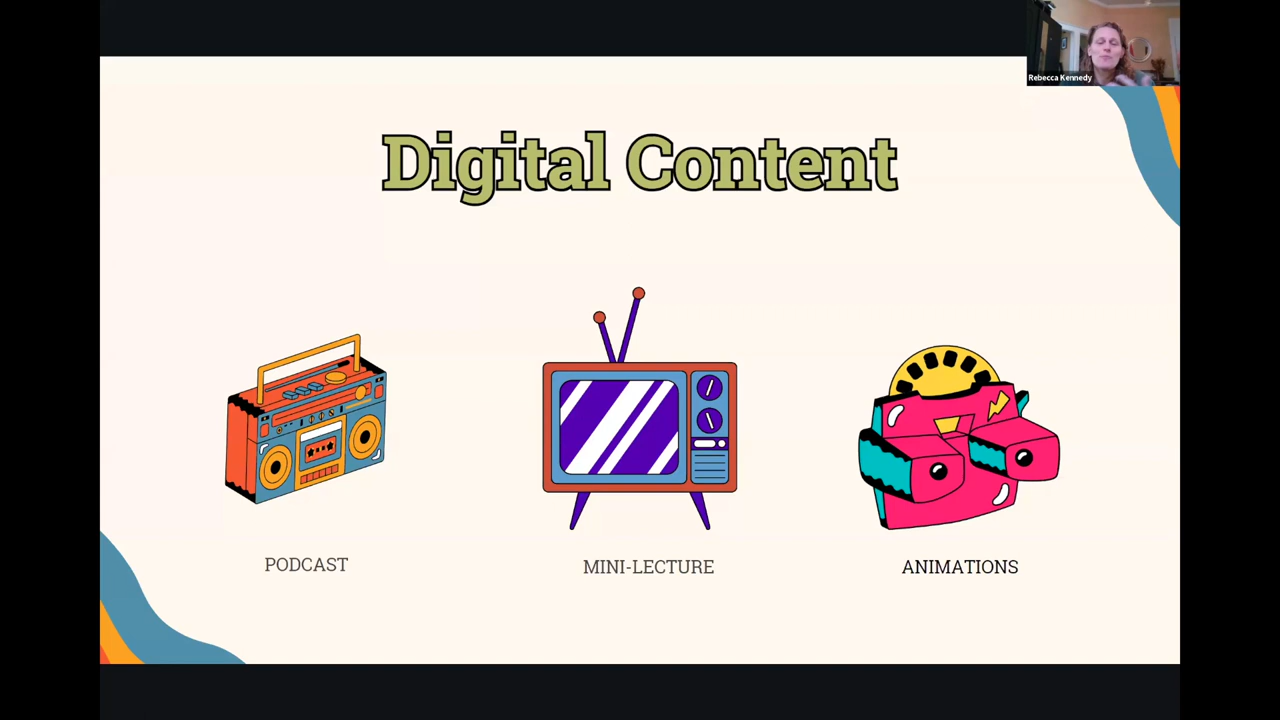 Rebecca Kennedy
Digital Content
PODCAST
MINI-LECTURE
ANIMATIONS